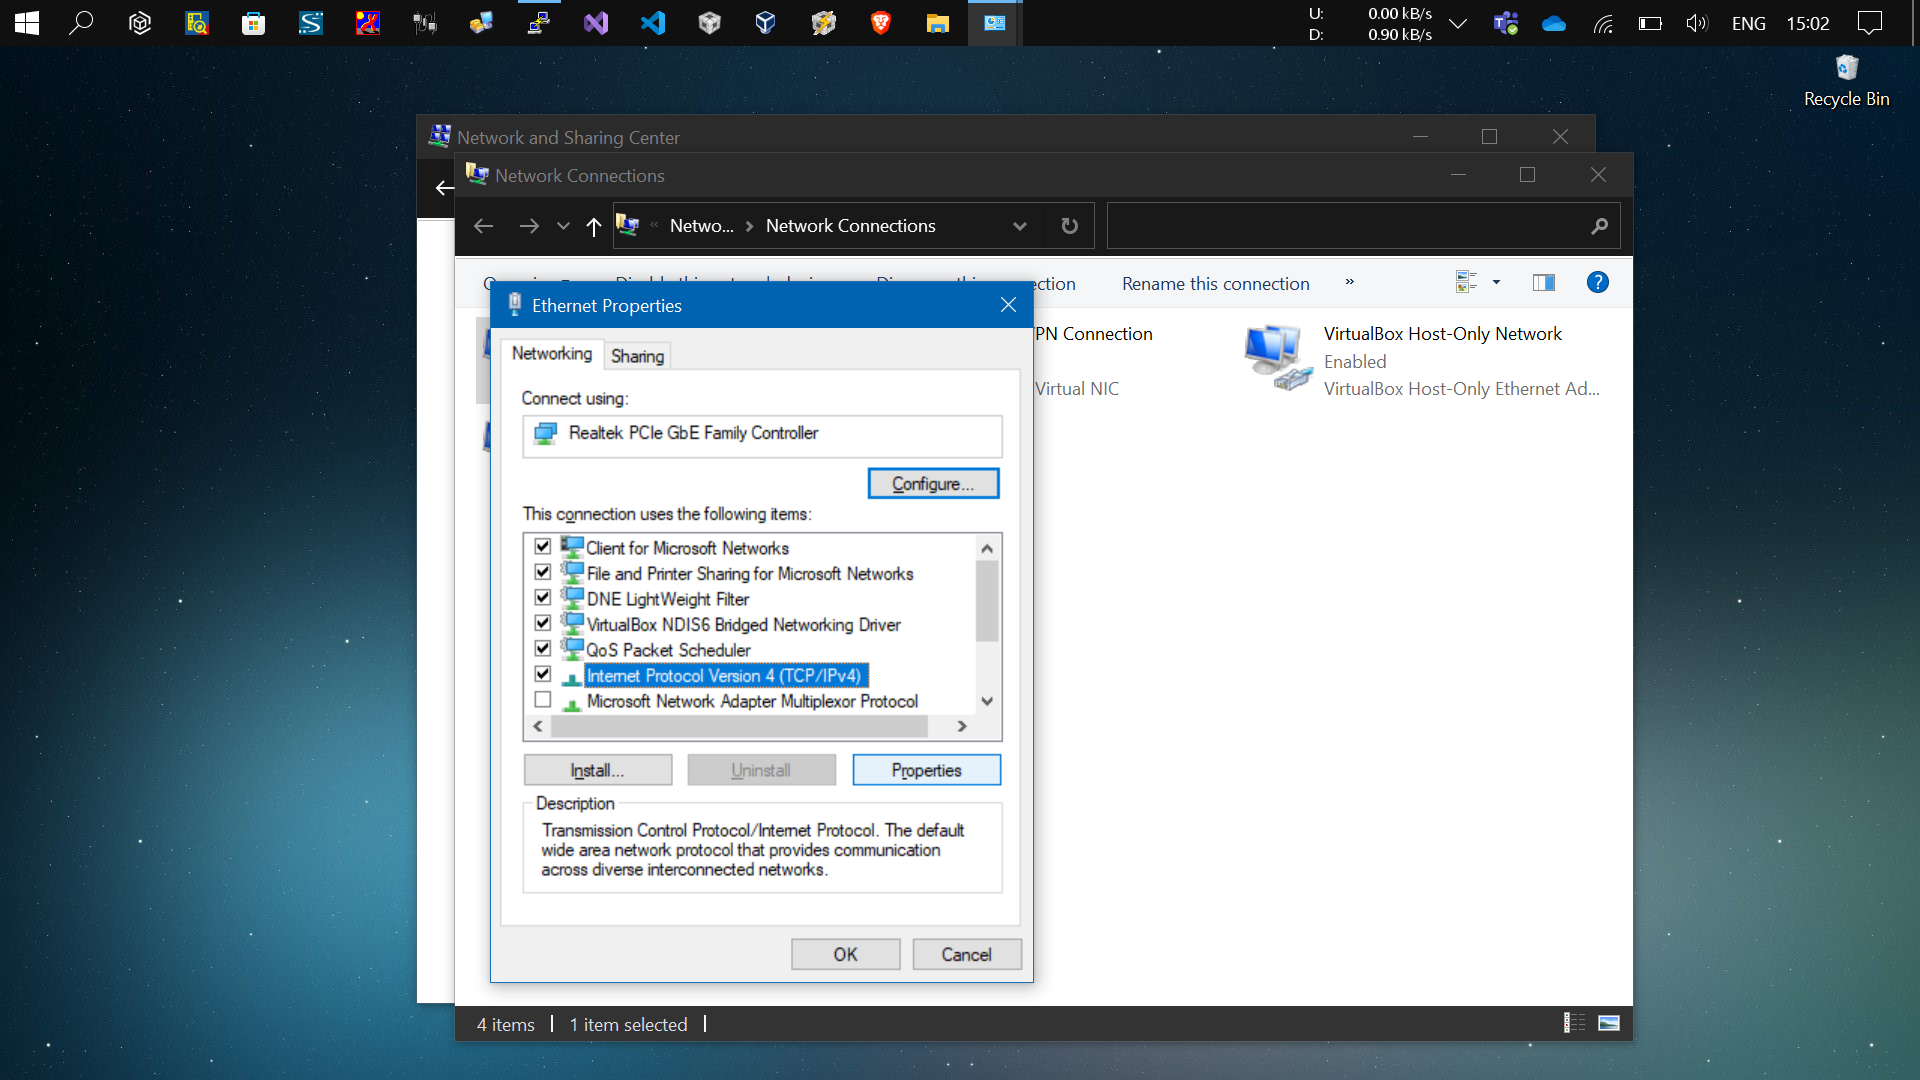 U: 0.00 kB/s
D: 0.90 kB/s
ENG 15:02
Recycle Bin
Network and Sharing Center
Network Connections
« Netwo... Network Connections
ction Rename this connection »
Ethernet Properties
Networking Sharing
PN Connection
Virtual NIC
VirtualBox Host-Only Network
Enabled
VirtualBox Host-Only Ethernet Ad...
Connect using:
Realtek PCIe GbE Family Controller
Configure...
This connection uses the following items:
Client for Microsoft Networks
File and Printer Sharing for Microsoft Networks
DNE LightWeight Filter
VirtualBox NDIS6 Bridged Networking Driver
QoS Packet Scheduler
Internet Protocol Version 4 (TCP/IPv4)
Microsoft Network Adapter Multiplexor Protocol
Install... Uninstall Properties
Description
Transmission Control Protocol/Internet Protocol. The default
wide area network protocol that provides communication
across diverse interconnected networks.
OK Cancel
4 items 1 item selected